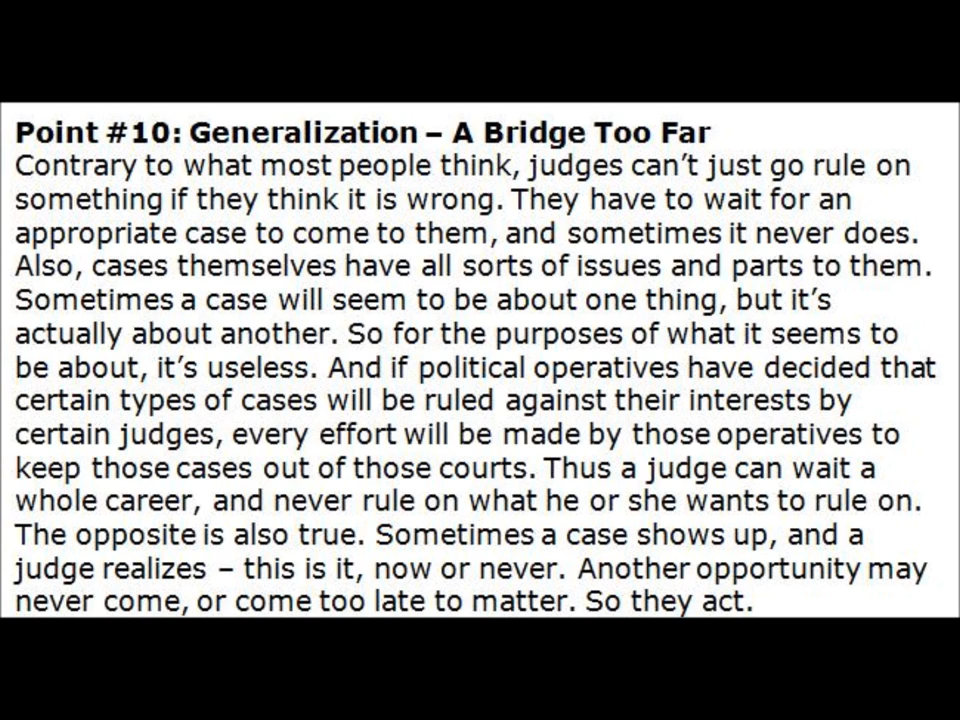 Point #10: Generalization – A Bridge Too Far
Contrary to what most people think, judges can’t just go rule on
something if they think it is wrong. They have to wait for an
appropriate case to come to them, and sometimes it never does.
Also, cases themselves have all sorts of issues and parts to them.
Sometimes a case will seem to be about one thing, but it’s
actually about another. So for the purposes of what it seems to
be about, it’s useless. And if political operatives have decided that
certain types of cases will be ruled against their interests by
certain judges, every effort will be made by those operatives to
keep those cases out of those courts. Thus a judge can wait a
whole career, and never rule on what he or she wants to rule on.
The opposite is also true. Sometimes a case shows up, and a
judge realizes – this is it, now or never. Another opportunity may
never come, or come too late to matter. So they act.